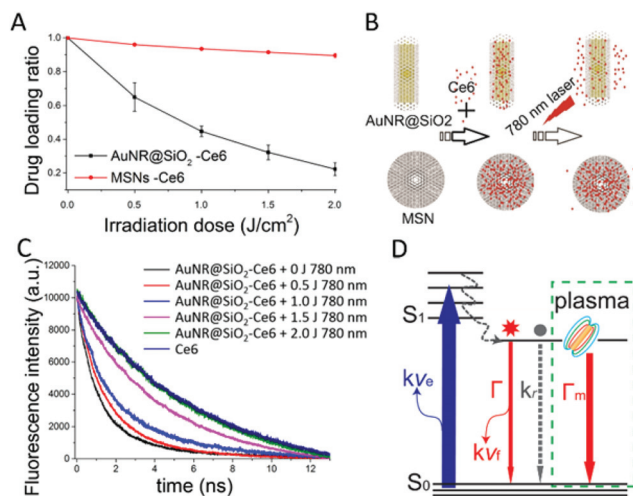 A
Drug loading ratio
1.0
0.8
0.6
0.4
0.2
AuNR@SiO₂ -Ce6
MSNs -Ce6
0.0 0.5 1.0 1.5 2.0
Irradiation dose (J/cm²)
B
Ce6
+
AuNR@SiO2
780 nm laser
MSN
C
Fluorescence intensity (a.u.)
12000
10000
8000
6000
4000
2000
0
AuNR@SiO₂-Ce6 + 0 J 780 nm
AuNR@SiO₂-Ce6 + 0.5 J 780 nm
AuNR@SiO₂-Ce6 + 1.0 J 780 nm
AuNR@SiO₂-Ce6 + 1.5 J 780 nm
AuNR@SiO₂-Ce6 + 2.0 J 780 nm
Ce6
0 2 4 6 8 10 12
time (ns)
D
plasma
S₁
kνₑ
Γ
kᵣ
Γm
kνf
S₀